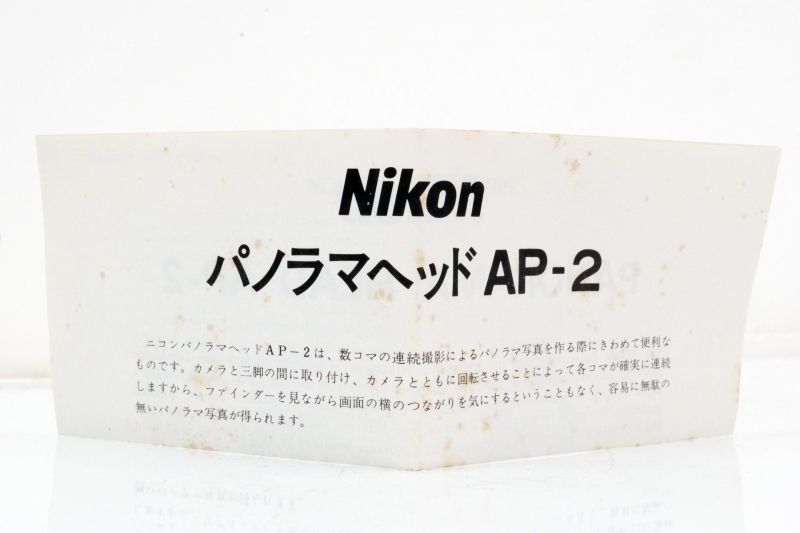 Nikon
パノラマヘッド AP-2
ニコンパノラマヘッドAP-2は、数コマの連続撮影によるパノラマ写真を作る際にきわめて便利な
ものです。カメラと三脚の間に取り付け、カメラとともに回転させることによって各コマが確実に連続
しますから、ファインダーを見ながら画面の横のつながりを気にするということもなく、容易に無駄の
無いパノラマ写真が得られます。